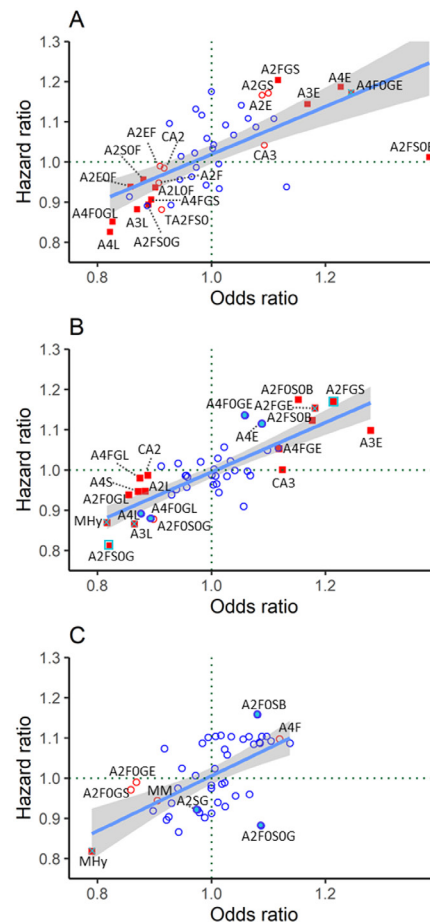 A
1.3
1.2
1.1
1.0
0.9
0.8
Hazard ratio
A2FGS
A4E
A2GS
A3E
A4F0GE
A2E
A2EF
CA2
A2S0F
CA3
A2FS0B
A2E0F
A2F
A2L0F
A4F0GL
A4FGS
A3L
TA2FS0
A4L
A2FS0G
0.8
1.0
1.2
Odds ratio
B
1.3
1.2
1.1
1.0
0.9
0.8
Hazard ratio
A2F0S0B
A4F0GE
A2FGE
A2FGS
A2FS0B
A4E
A4FGE
A3E
CA2
A4FGL
CA3
A4S
A2L
A2F0GL
A4F0GL
MHy
A4L
A3L
A2F0S0G
A2FS0G
0.8
1.0
1.2
Odds ratio
C
1.3
1.2
1.1
1.0
0.9
0.8
Hazard ratio
A2F0SB
A4F
A2F0GE
A2F0GS
MM
A2SG
A2F0S0G
MHy
0.8
1.0
1.2
Odds ratio